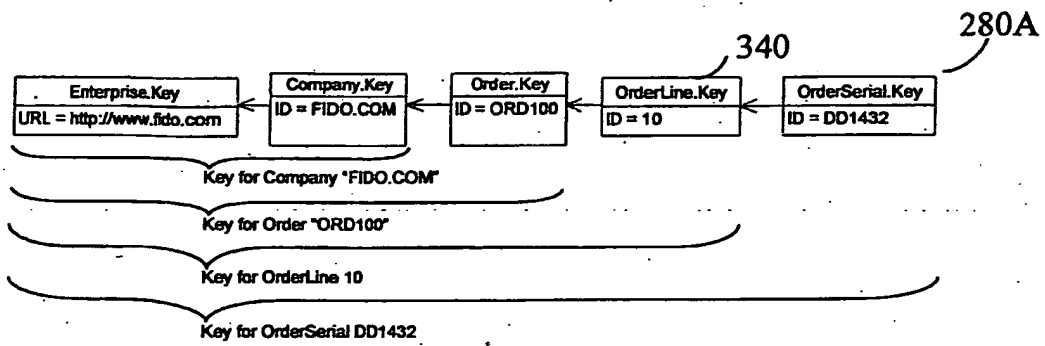 280A
340
Enterprise.Key
URL = http://www.fido.com
Company.Key
ID = FIDO.COM
Order.Key
ID = ORD100
OrderLine.Key
ID = 10
OrderSerial.Key
ID = DD1432
Key for Company "FIDO.COM"
Key for Order "ORD100"
Key for OrderLine 10
Key for OrderSerial DD1432